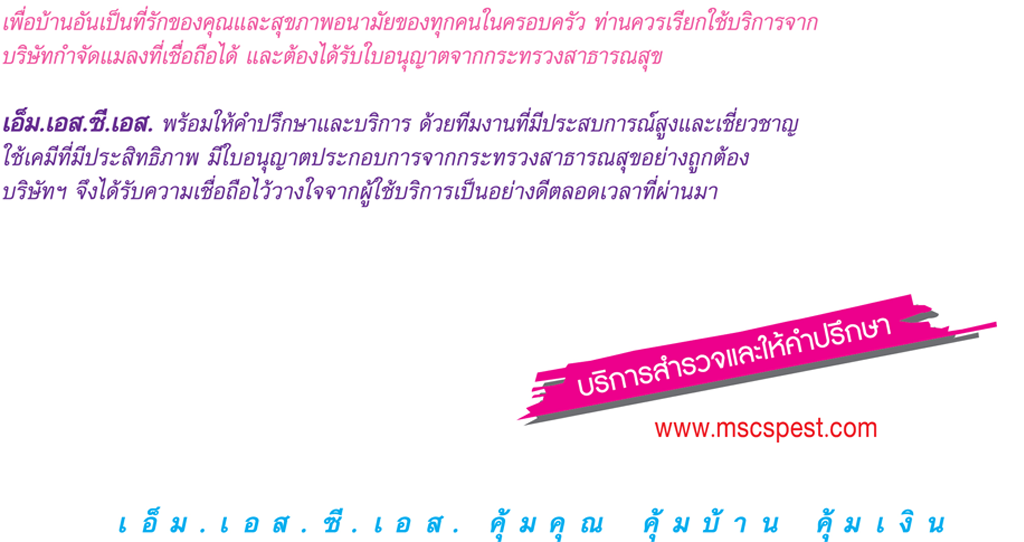 เพื่อบ้านอันเป็นที่รักของคุณและสุขภาพอนามัยของทุกคนในครอบครัว ท่านควรเรียกใช้บริการจาก
บริษัทกำจัดแมลงที่เชื่อถือได้ และต้องได้รับใบอนุญาตจากกระทรวงสาธารณสุข
เอ็ม.เอส.ซี.เอส. พร้อมให้คำปรึกษาและบริการ ด้วยทีมงานที่มีประสบการณ์สูงและเชี่ยวชาญ
ใช้เคมีที่มีประสิทธิภาพ มีใบอนุญาตประกอบการจากกระทรวงสาธารณสุขอย่างถูกต้อง
บริษัทฯ จึงได้รับความเชื่อถือไว้วางใจจากผู้ใช้บริการเป็นอย่างดีตลอดเวลาที่ผ่านมา
บริการสำรวจและให้คำปรึกษา
www.mscspest.com
เอ็ม.เอส.ซี.เอส. คุ้มคุณ คุ้มบ้าน คุ้มเงิน